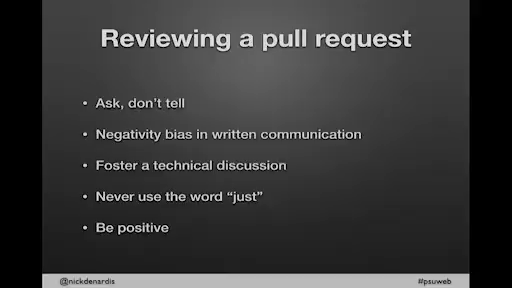 Reviewing a pull request
• Ask, don’t tell
• Negativity bias in written communication
• Foster a technical discussion
• Never use the word “just”
• Be positive
@nickdenardis #psuweb